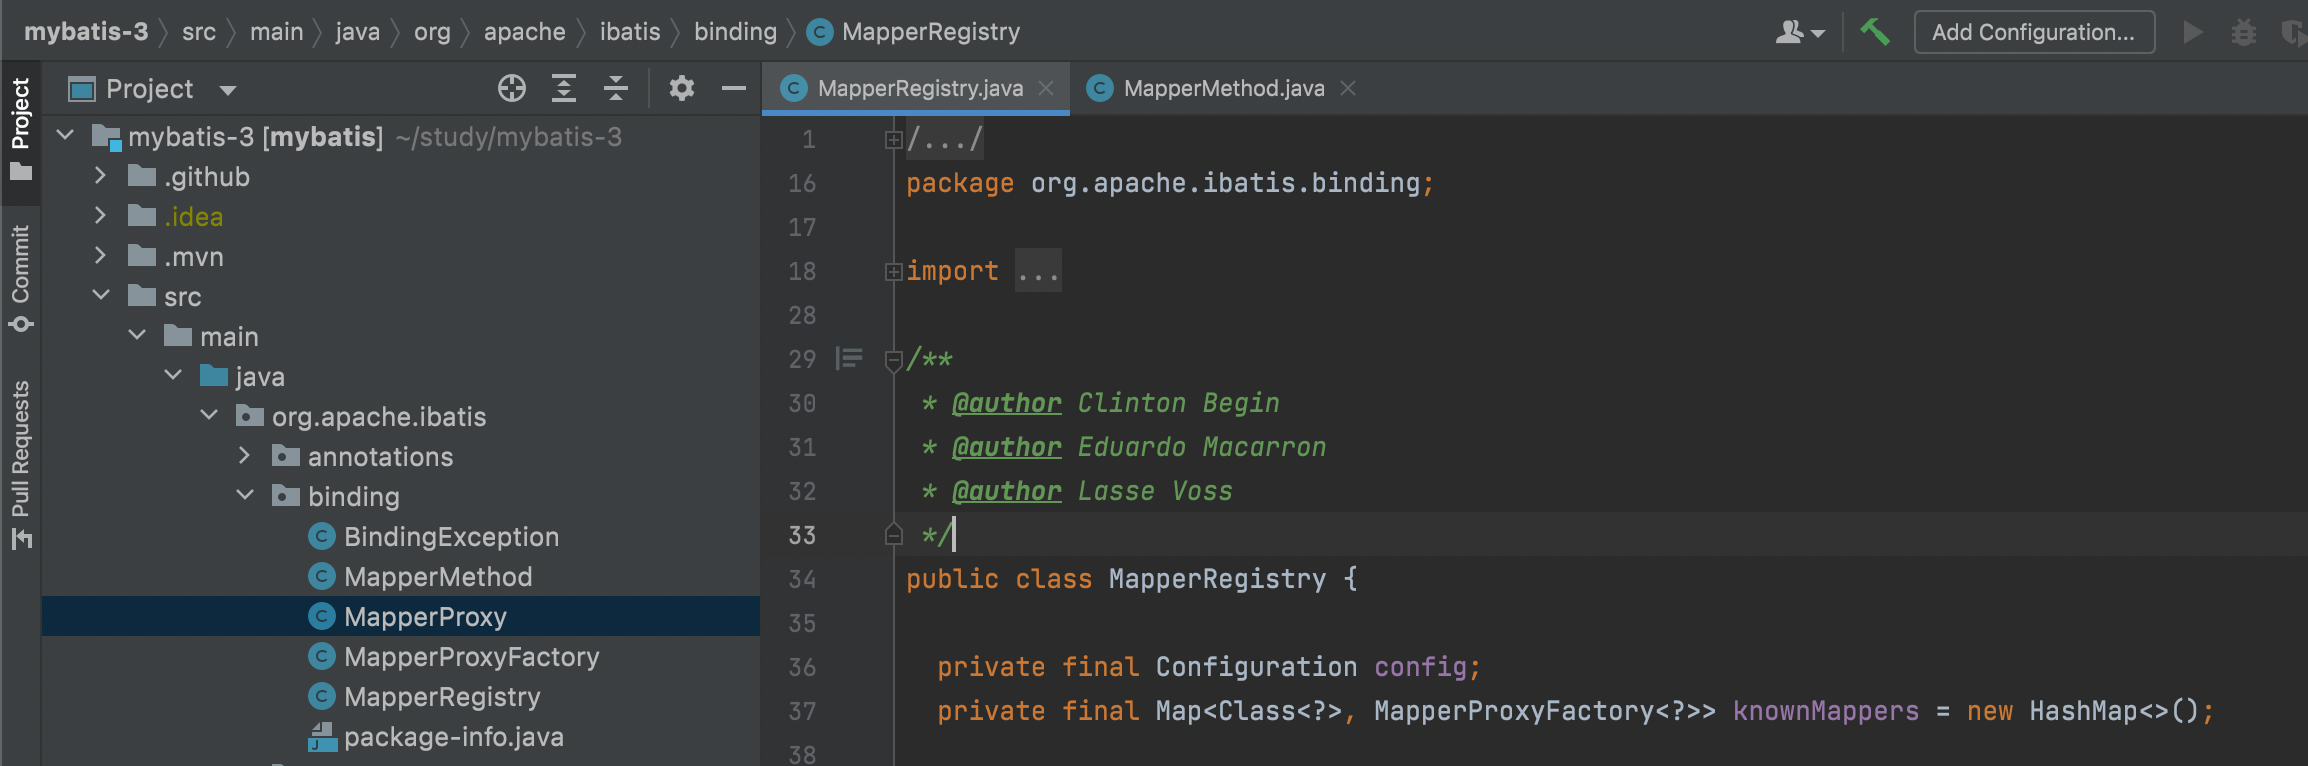 mybatis-3 src main java org apache ibatis binding MapperRegistry Add Configuration...
Project
Commit
Pull Requests
Project
mybatis-3 [mybatis] ~/study/mybatis-3
.github
.idea
.mvn
src
main
java
org.apache.ibatis
annotations
binding
BindingException
MapperMethod
MapperProxy
MapperProxyFactory
MapperRegistry
package-info.java
MapperRegistry.java MapperMethod.java
1 /.../
16 package org.apache.ibatis.binding;
17
18 import ...
28
29 /**
30 * @author Clinton Begin
31 * @author Eduardo Macarron
32 * @author Lasse Voss
33 */
34 public class MapperRegistry {
35
36 private final Configuration config;
37 private final Map<Class<?>, MapperProxyFactory<?>> knownMappers = new HashMap<>();
38